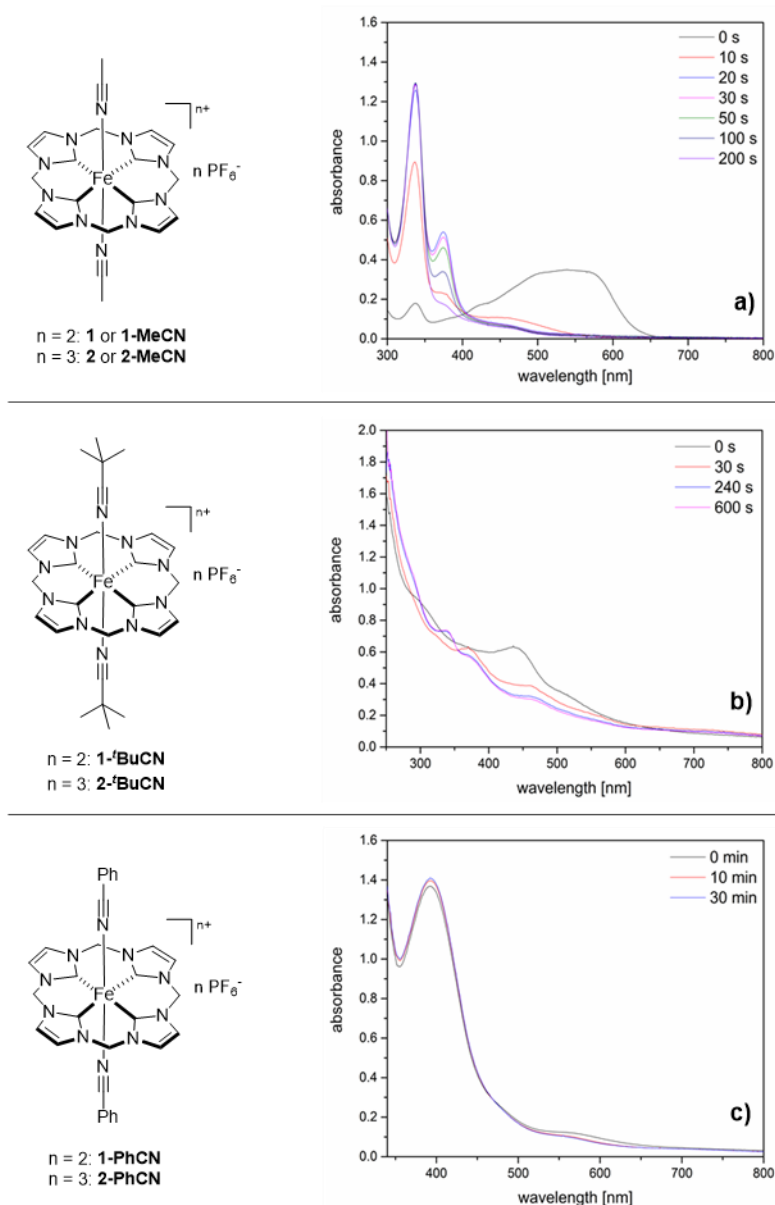 N
N
N
N
N
Fe
N
N
N
N
N
n+
n PF₆⁻
n = 2: 1 or 1-MeCN
n = 3: 2 or 2-MeCN
absorbance
1.6
1.4
1.2
1.0
0.8
0.6
0.4
0.2
0.0
300 400 500 600 700 800
wavelength [nm]
0 s
10 s
20 s
30 s
50 s
100 s
200 s
a)
N
N
N
N
N
Fe
N
N
N
N
N
n+
n PF₆⁻
n = 2: 1-ᵗBuCN
n = 3: 2-ᵗBuCN
absorbance
2.0
1.8
1.6
1.4
1.2
1.0
0.8
0.6
0.4
0.2
0.0
300 400 500 600 700 800
wavelength [nm]
0 s
30 s
240 s
600 s
b)
Ph
N
N
N
N
N
Fe
N
N
N
N
N
Ph
n+
n PF₆⁻
n = 2: 1-PhCN
n = 3: 2-PhCN
absorbance
1.6
1.4
1.2
1.0
0.8
0.6
0.4
0.2
0.0
400 500 600 700 800
wavelength [nm]
0 min
10 min
30 min
c)